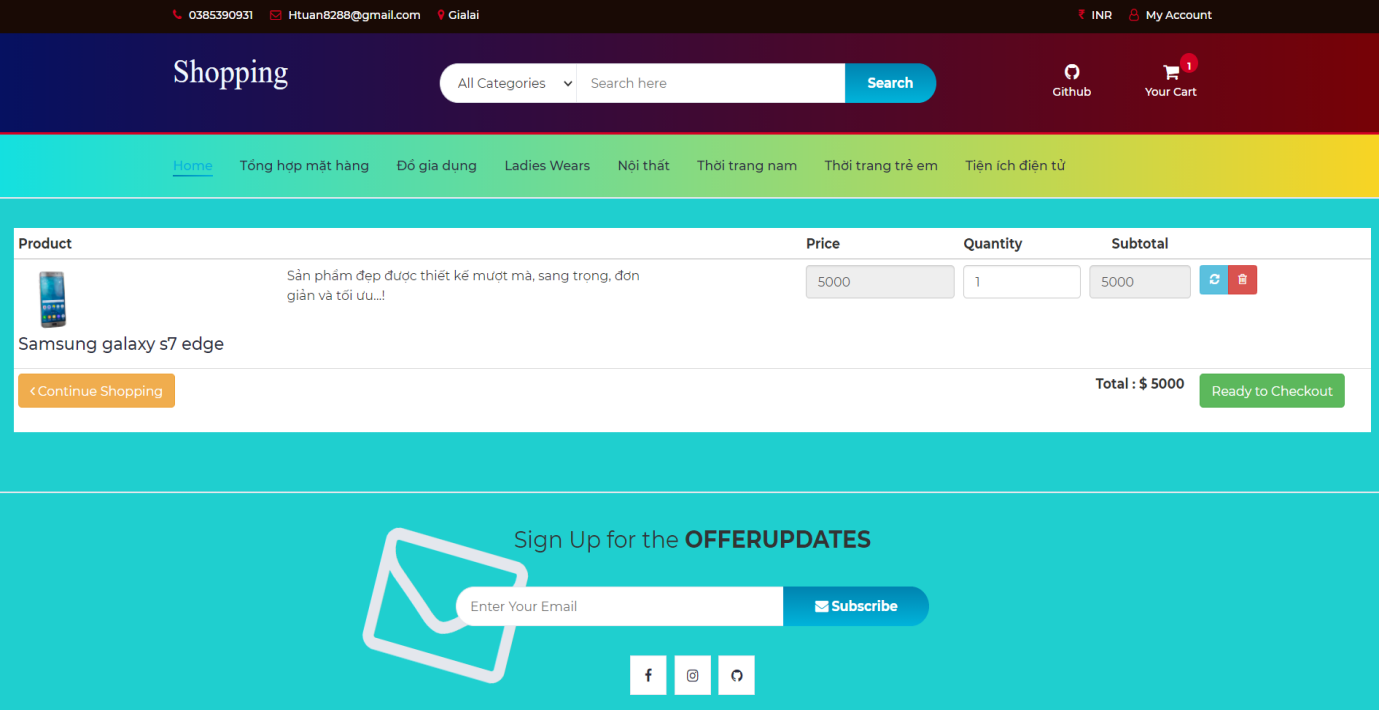 0385390931 Htuan8288@gmail.com Gialai INR My Account
Shopping
All Categories Search here Search
Github
1
Your Cart
Home Tổng hợp mặt hàng Đồ gia dụng Ladies Wears Nội thất Thời trang nam Thời trang trẻ em Tiện ích điện tử
Product Price Quantity Subtotal
Sản phẩm đẹp được thiết kế mượt mà, sang trọng, đơn
giản và tối ưu...!
5000 1 5000
Samsung galaxy s7 edge
Continue Shopping Total : $ 5000 Ready to Checkout
Sign Up for the OFFERUPDATES
Enter Your Email Subscribe